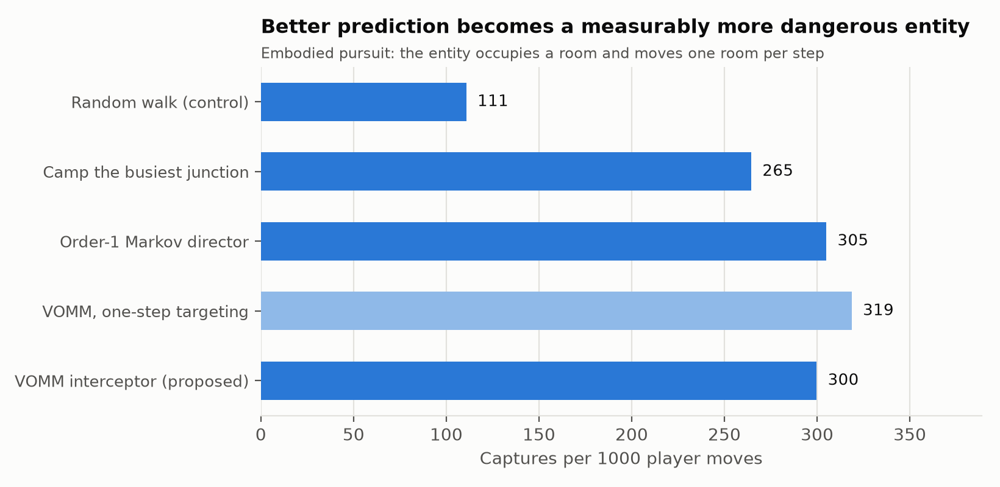 Better prediction becomes a measurably more dangerous entity
Embodied pursuit: the entity occupies a room and moves one room per step
Random walk (control)
111
Camp the busiest junction
265
Order-1 Markov director
305
VOMM, one-step targeting
319
VOMM interceptor (proposed)
300
0 50 100 150 200 250 300 350
Captures per 1000 player moves